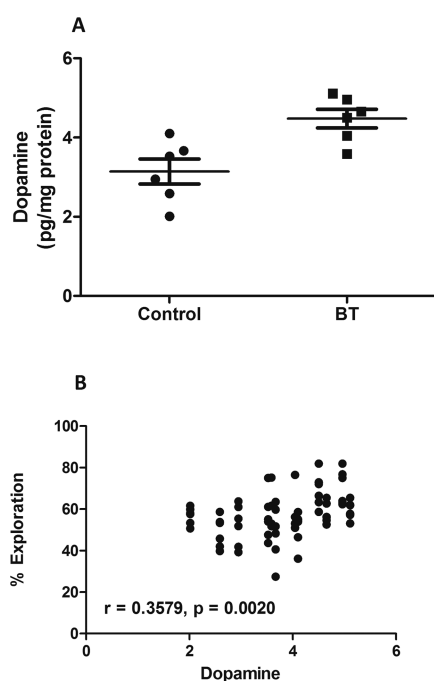 A
Dopamine
(pg/mg protein)
6
4
2
0
Control BT
B
% Exploration
100
80
60
40
20
0
r = 0.3579, p = 0.0020
0 2 4 6
Dopamine